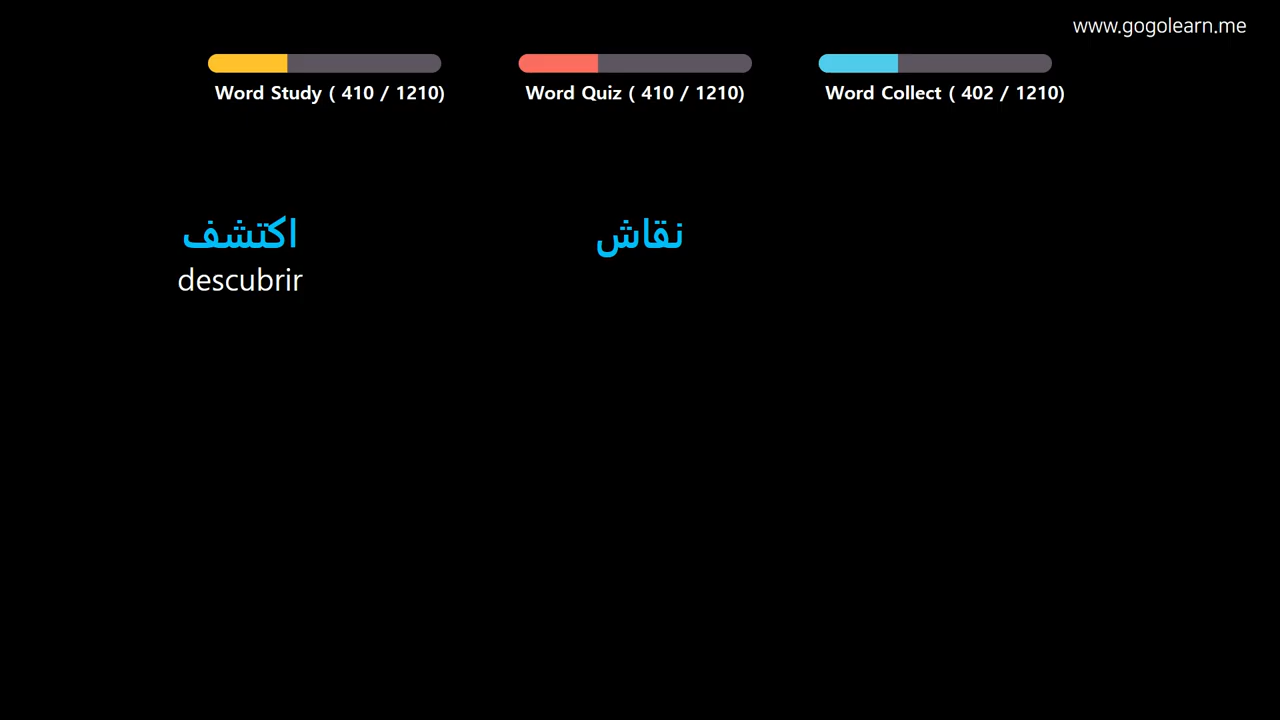 www.gogolearn.me
Word Study ( 410 / 1210)
Word Quiz ( 410 / 1210)
Word Collect ( 402 / 1210)
اكتشف
descubrir
نقاش